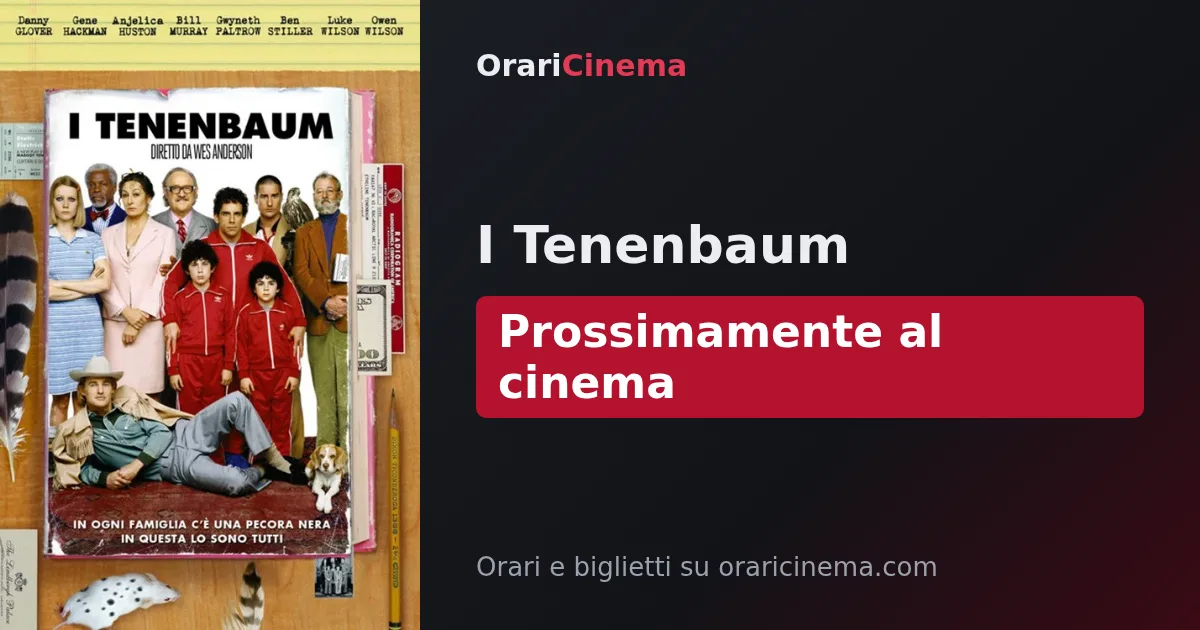 Danny GLOVER Gene HACKMAN Anjelica HUSTON Bill MURRAY Gwyneth PALTROW Ben STILLER Luke WILSON Owen WILSON
I TENENBAUM
DIRETTO DA WES ANDERSON
RADIOGRAM
IN OGNI FAMIGLIA C'È UNA PECORA NERA
IN QUESTA LO SONO TUTTI
OrariCinema
I Tenenbaum
Prossimamente al
cinema
Orari e biglietti su oraricinema.com